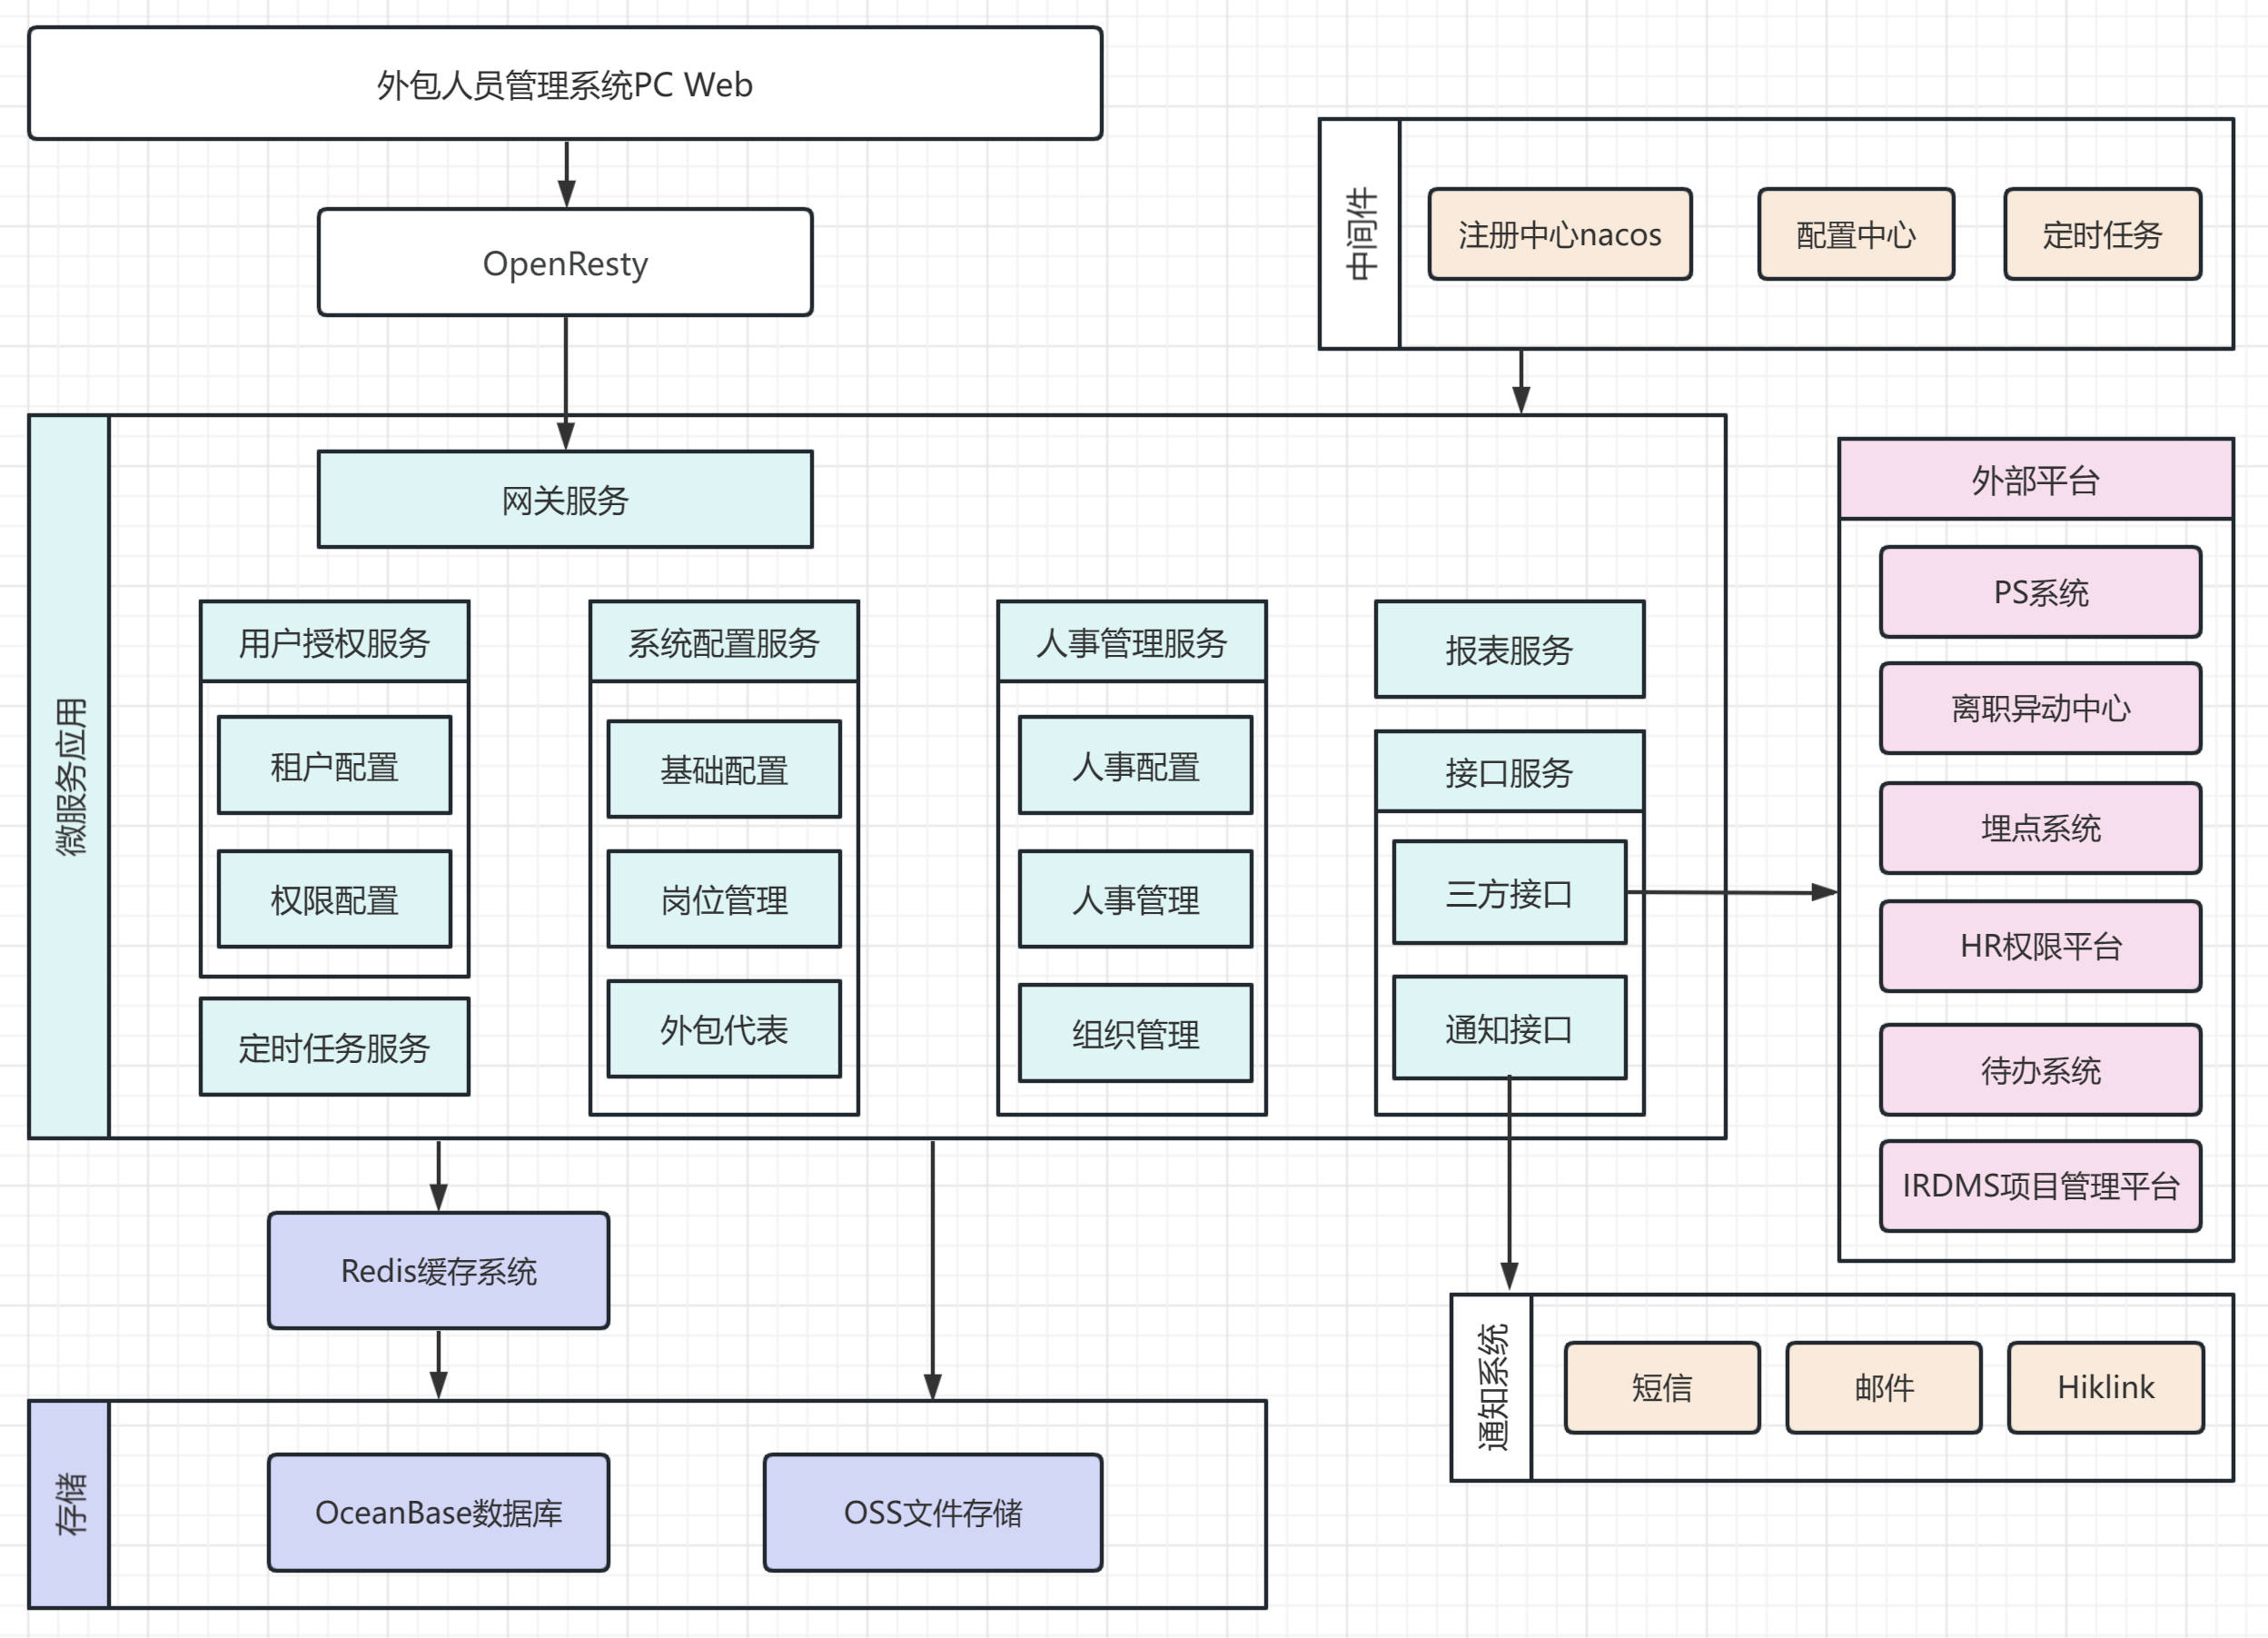 外包人员管理系统PC Web
OpenResty
中间件
注册中心nacos
配置中心
定时任务
微服务应用
网关服务
用户授权服务
租户配置
权限配置
定时任务服务
系统配置服务
基础配置
岗位管理
外包代表
人事管理服务
人事配置
人事管理
组织管理
报表服务
接口服务
三方接口
通知接口
外部平台
PS系统
离职异动中心
埋点系统
HR权限平台
待办系统
IRDMS项目管理平台
Redis缓存系统
存储
OceanBase数据库
OSS文件存储
通知系统
短信
邮件
Hiklink